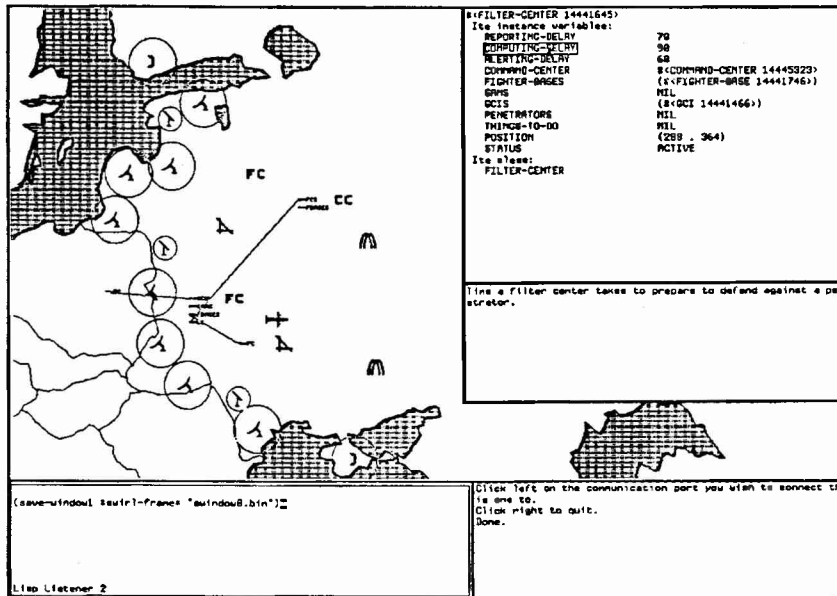 #<FILTER-CENTER 14441645>
Its instance variables:
REPORTING-DELAY 70
COMPUTING-DELAY 90
ALERTING-DELAY 60
COMMAND-CENTER #<COMMAND-CENTER 14445323>
FIGHTER-BASES (#<FIGHTER-BASE 14441746>)
SAMS NIL
GCIS (#<GCI 14441466>)
PENETRATORS NIL
THINGS-TO-DO NIL
POSITION (288 . 364)
STATUS ACTIVE
Its class:
FILTER-CENTER
FC
CC
FC
Time a filter center takes to prepare to defend against a pe
etrator.
(save-window1 *swirl-frame* "swindow8.bin")
Lisp Listener 2
Click left on the communication port you wish to connect th
is one to.
Click right to quit.
Done.